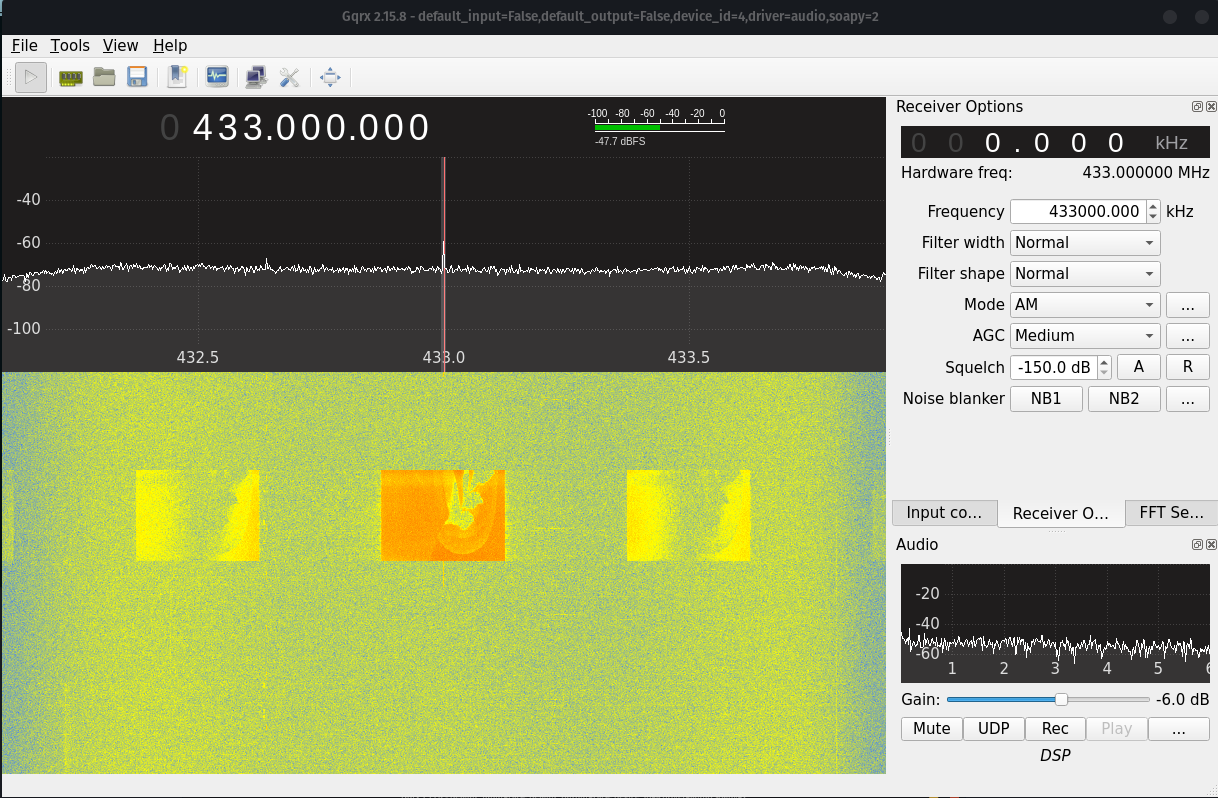 Gqrx 2.15.8 - default_input=False,default_output=False,device_id=4,driver=audio,soapy=2
File Tools View Help
0 433.000.000
-100 -80 -60 -40 -20 0
-47.7 dBFS
-40
-60
-80
-100
432.5 433.0 433.5
Receiver Options
0 0 0.0 0 0 kHz
Hardware freq: 433.000000 MHz
Frequency 433000.000 kHz
Filter width Normal
Filter shape Normal
Mode AM ...
AGC Medium ...
Squelch -150.0 dB A R
Noise blanker NB1 NB2 ...
Input co... Receiver O... FFT Se...
Audio
-20
-40
-60
1 2 3 4 5 6
Gain: -6.0 dB
Mute UDP Rec Play ...
DSP